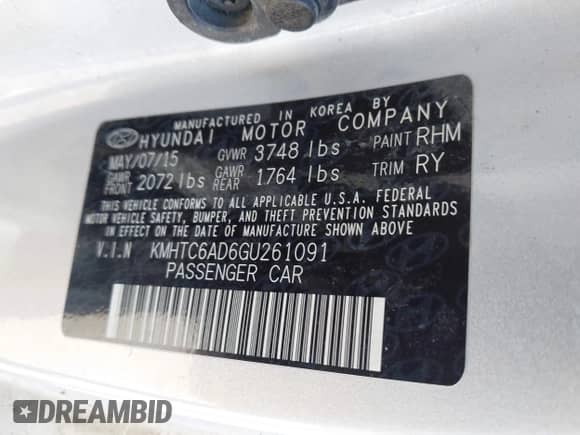 MANUFACTURED IN KOREA BY
HYUNDAI MOTOR COMPANY
MAY/07/15 GVWR 3748 lbs PAINT RHM
GAWR FRONT 2072 lbs GAWR REAR 1764 lbs TRIM RY
THIS VEHICLE CONFORMS TO ALL APPLICABLE U.S.A. FEDERAL
MOTOR VEHICLE SAFETY, BUMPER, AND THEFT PREVENTION STANDARDS
IN EFFECT ON THE DATE OF MANUFACTURE SHOWN ABOVE.
V.I.N KMHTC6AD6GU261091
PASSENGER CAR
DREAMBID